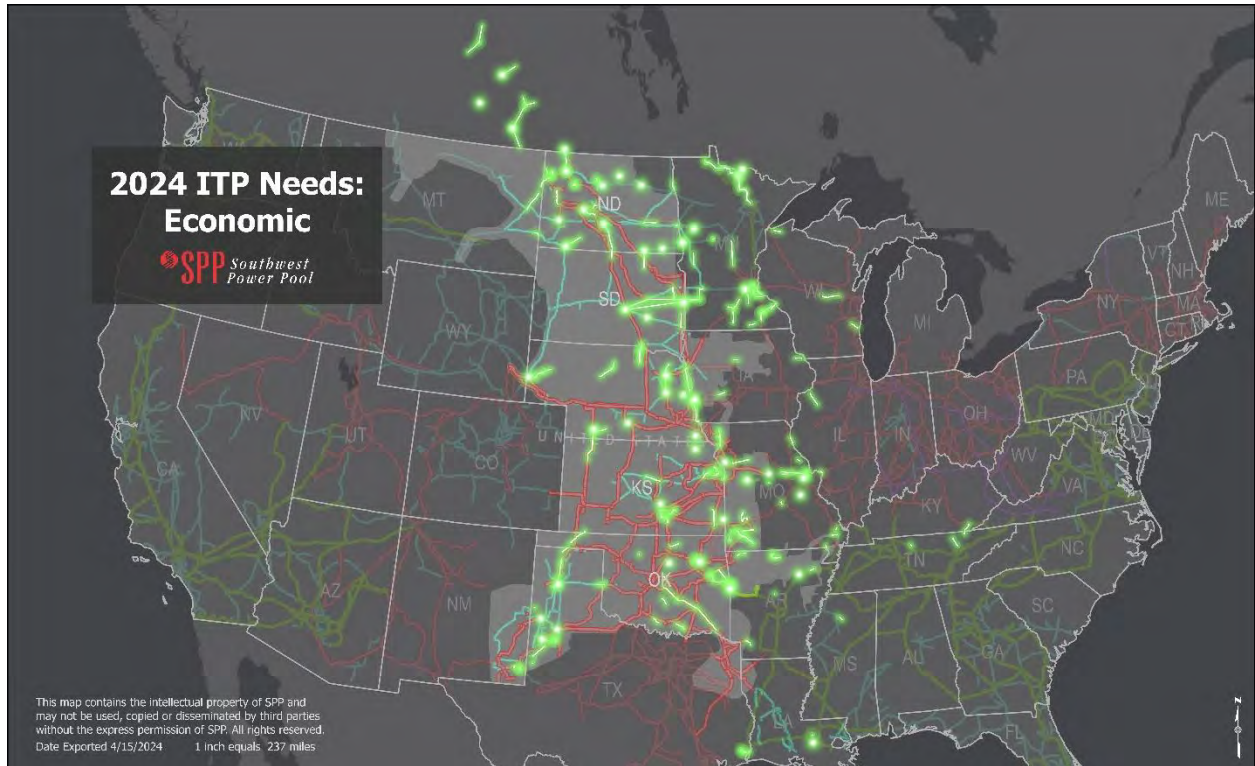 2024 ITP Needs:
Economic
SPP Southwest
Power Pool
MT
ND
ME
VT
NH
WI
SD
NY
MA
CT
MI
WY
IA
PA
NV
UT
CO
UNITED STAT
IL
IN
OH
MD
WV
CA
KS
MO
VA
KY
AZ
NM
OK
TN
NC
AR
SC
MS
AL
GA
TX
LA
FL
This map contains the intellectual property of SPP and
may not be used, copied or disseminated by third parties
without the express permission of SPP. All rights reserved.
Date Exported 4/15/2024 1 inch equals 237 miles
N